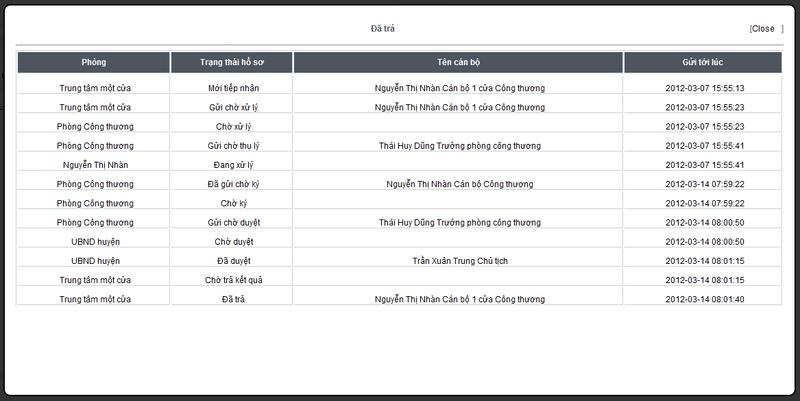 Đã trả
[Close ]
Phòng Trạng thái hồ sơ Tên cán bộ Gửi tới lúc
Trung tâm một cửa Mới tiếp nhận Nguyễn Thị Nhàn Cán bộ 1 cửa Công thương 2012-03-07 15:55:13
Trung tâm một cửa Gửi chờ xử lý Nguyễn Thị Nhàn Cán bộ 1 cửa Công thương 2012-03-07 15:55:23
Phòng Công thương Chờ xử lý 2012-03-07 15:55:23
Phòng Công thương Gửi chờ thụ lý Thái Huy Dũng Trưởng phòng công thương 2012-03-07 15:55:41
Nguyễn Thị Nhàn Đang xử lý 2012-03-07 15:55:41
Phòng Công thương Đã gửi chờ ký Nguyễn Thị Nhàn Cán bộ Công thương 2012-03-14 07:59:22
Phòng Công thương Chờ ký 2012-03-14 07:59:22
Phòng Công thương Gửi chờ duyệt Thái Huy Dũng Trưởng phòng công thương 2012-03-14 08:00:50
UBND huyện Chờ duyệt 2012-03-14 08:00:50
UBND huyện Đã duyệt Trần Xuân Trung Chủ tịch 2012-03-14 08:01:15
Trung tâm một cửa Chờ trả kết quả 2012-03-14 08:01:15
Trung tâm một cửa Đã trả Nguyễn Thị Nhàn Cán bộ 1 cửa Công thương 2012-03-14 08:01:40